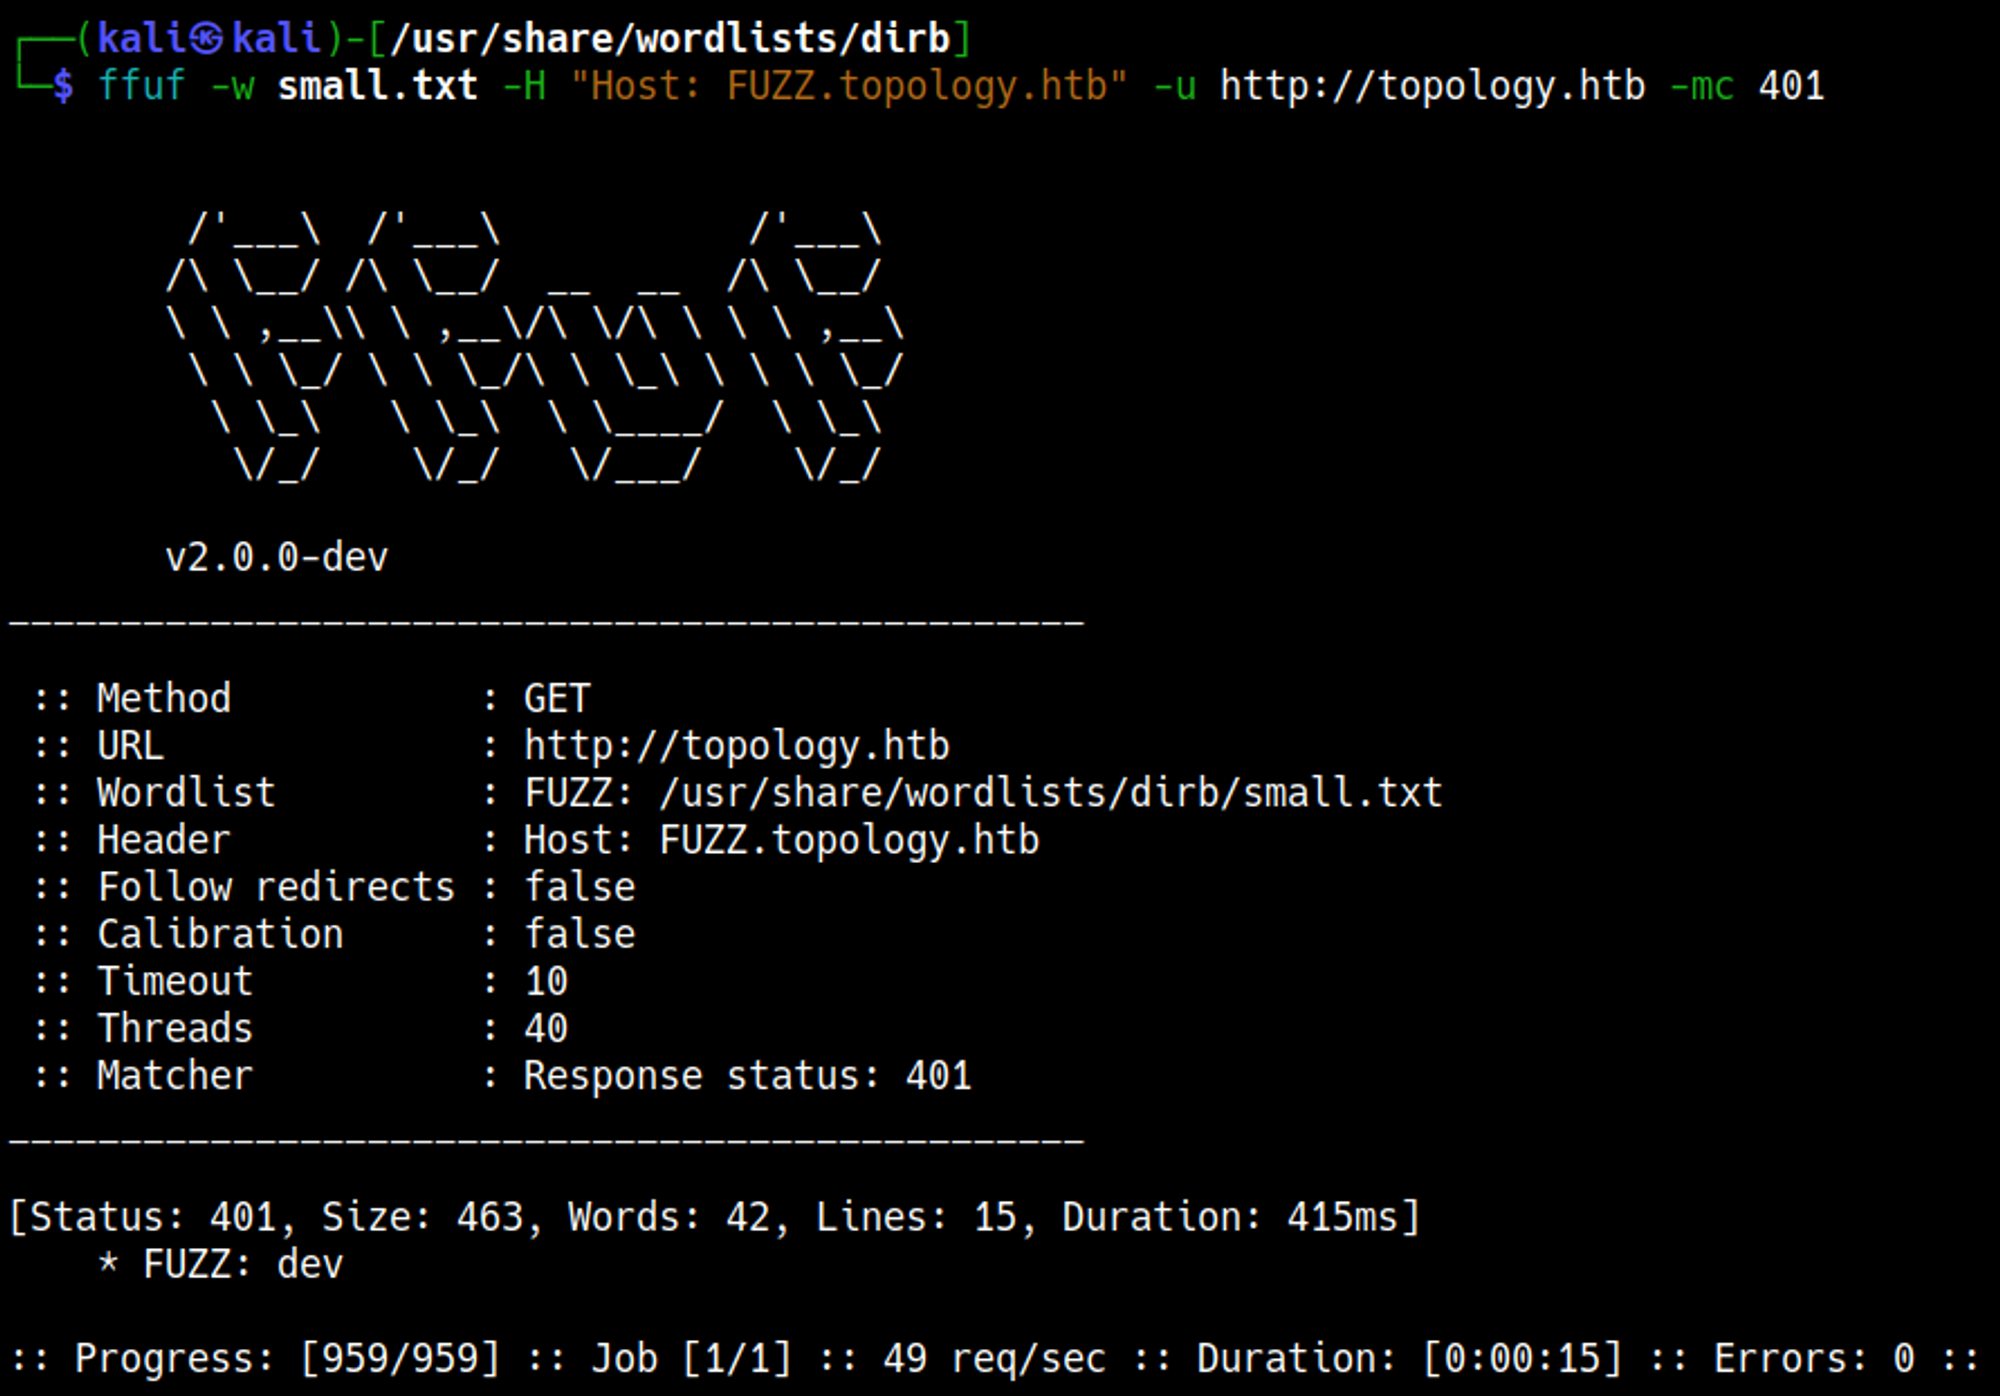 ┌──(kali㉿kali)-[/usr/share/wordlists/dirb]
└─$ ffuf -w small.txt -H "Host: FUZZ.topology.htb" -u http://topology.htb -mc 401

        /'___\  /'___\           /'___\
       /\ \__/ /\ \__/  __  __  /\ \__/
       \ \ ,__\\ \ ,__\/\ \/\ \ \ \ ,__\
        \ \ \_/ \ \ \_/\ \ \_\ \ \ \ \_/
         \ \_\   \ \_\  \ \____/  \ \_\
          \/_/    \/_/   \/___/    \/_/

       v2.0.0-dev
________________________________________________

 :: Method           : GET
 :: URL              : http://topology.htb
 :: Wordlist         : FUZZ: /usr/share/wordlists/dirb/small.txt
 :: Header           : Host: FUZZ.topology.htb
 :: Follow redirects : false
 :: Calibration      : false
 :: Timeout          : 10
 :: Threads          : 40
 :: Matcher          : Response status: 401
________________________________________________

[Status: 401, Size: 463, Words: 42, Lines: 15, Duration: 415ms]
    * FUZZ: dev

:: Progress: [959/959] :: Job [1/1] :: 49 req/sec :: Duration: [0:00:15] :: Errors: 0 ::